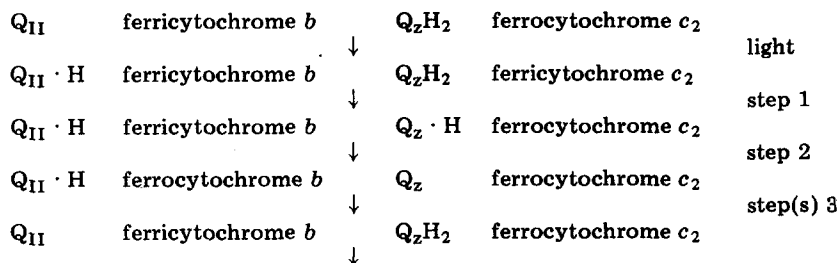 Q_II ferricytochrome b Q_zH_2 ferrocytochrome c_2
↓ light
Q_II · H ferricytochrome b Q_zH_2 ferricytochrome c_2
↓ step 1
Q_II · H ferricytochrome b Q_z · H ferrocytochrome c_2
↓ step 2
Q_II · H ferrocytochrome b Q_z ferrocytochrome c_2
↓ step(s) 3
Q_II ferricytochrome b Q_zH_2 ferrocytochrome c_2
↓